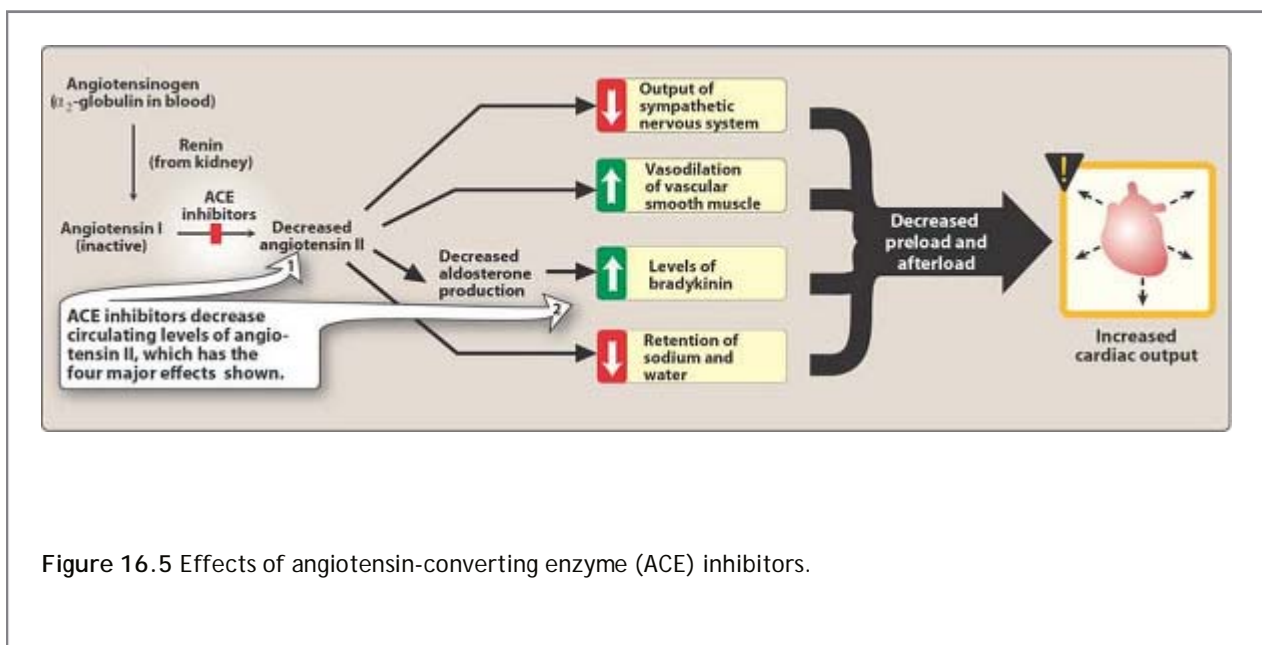 Angiotensinogen
(α₂-globulin in blood)
Renin
(from kidney)
ACE
inhibitors
Angiotensin I
(inactive)
Decreased
angiotensin II
1
ACE inhibitors decrease
circulating levels of angio-
tensin II, which has the
four major effects shown.
Decreased
aldosterone
production
2
Output of
sympathetic
nervous system
Vasodilation
of vascular
smooth muscle
Levels of
bradykinin
Retention of
sodium and
water
Decreased
preload and
afterload
!
Increased
cardiac output
Figure 16.5 Effects of angiotensin-converting enzyme (ACE) inhibitors.